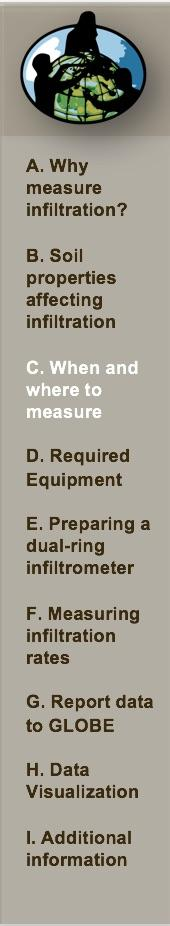 A. Why
measure
infiltration?
B. Soil
properties
affecting
infiltration
C. When and
where to
measure
D. Required
Equipment
E. Preparing a
dual-ring
infiltrometer
F. Measuring
infiltration
rates
G. Report data
to GLOBE
H. Data
Visualization
I. Additional
information